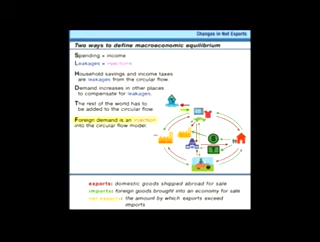 Changes in Net Exports
Two ways to define macroeconomic equilibrium
Spending = income
Leakages = injections
Household savings and income taxes
are leakages from the circular flow.
Demand increases in other places
to compensate for leakages.
The rest of the world has to
be added to the circular flow.
Foreign demand is an injection
into the circular flow model.
$
exports: domestic goods shipped abroad for sale
imports: foreign goods brought into an economy for sale
net exports: the amount by which exports exceed
imports